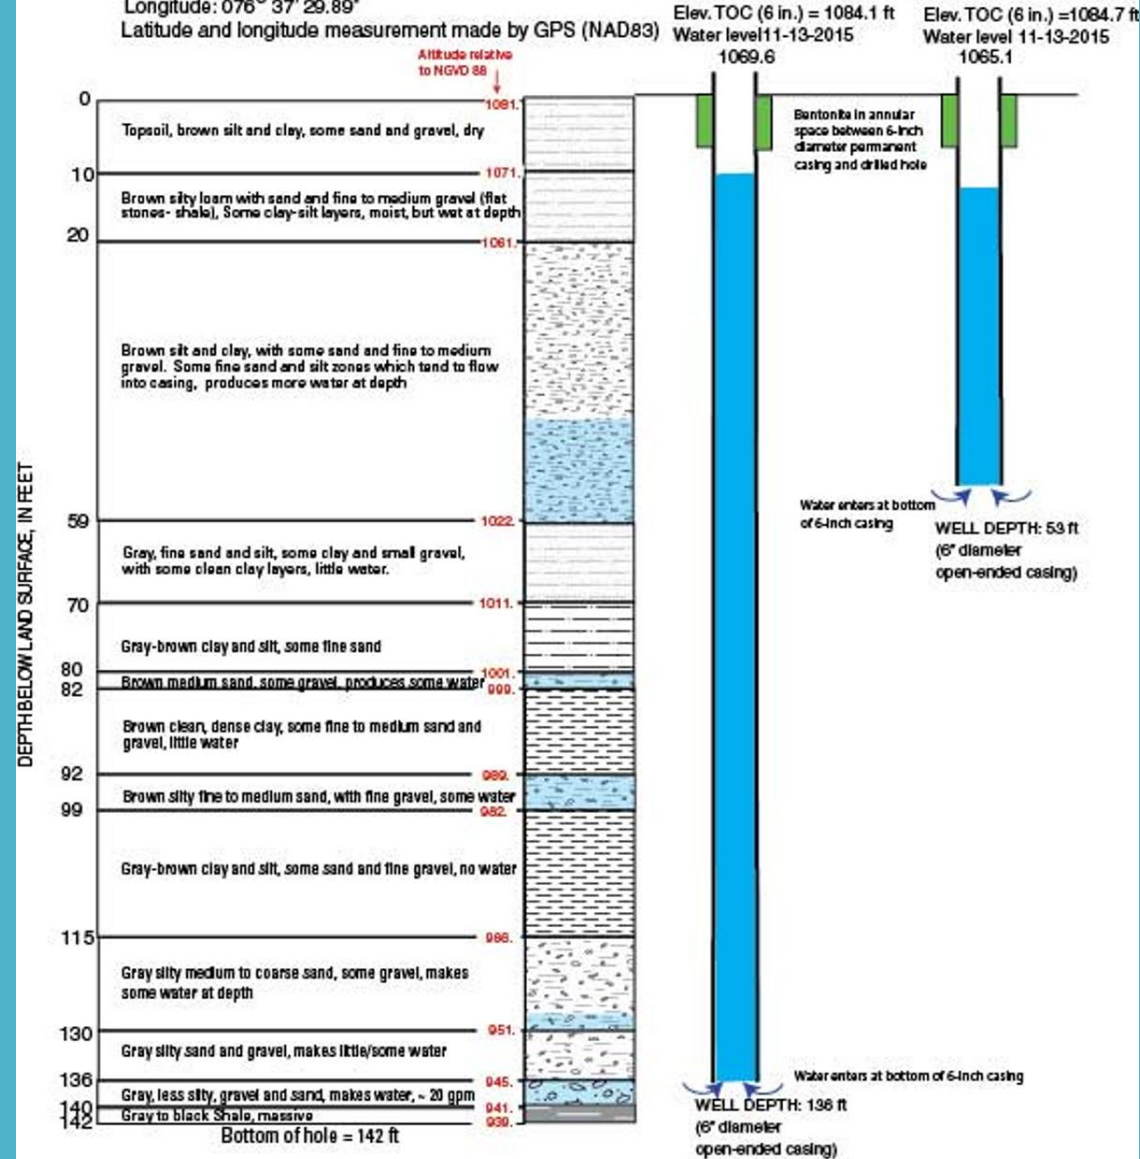 Longitude: 076° 37' 29.89"
Latitude and longitude measurement made by GPS (NAD83)
Elev. TOC (6 in.) = 1084.1 ft
Water level11-13-2015
1069.6
Elev. TOC (6 in.) =1084.7 ft
Water level 11-13-2015
1065.1
Altitude relative
to NGVD 88
DEPTH BELOW LAND SURFACE, IN FEET
0
1081.
Topsoil, brown silt and clay, some sand and gravel, dry
10
1071.
Brown silty loam with sand and fine to medium gravel (flat
stones- shale), Some clay-silt layers, moist, but wet at depth
20
1061.
Brown silt and clay, with some sand and fine to medium
gravel. Some fine sand and silt zones which tend to flow
into casing, produces more water at depth
59
1022.
Gray, fine sand and silt, some clay and small gravel,
with some clean clay layers, little water.
70
1011.
Gray-brown clay and silt, some fine sand
80
1001.
Brown medium sand, some gravel, produces some water
82
999.
Brown clean, dense clay, some fine to medium sand and
gravel, little water
92
989.
Brown silty fine to medium sand, with fine gravel, some water
99
982.
Gray-brown clay and silt, some sand and fine gravel, no water
115
966.
Gray silty medium to coarse sand, some gravel, makes
some water at depth
130
951.
Gray silty sand and gravel, makes little/some water
136
945.
Gray, less silty, gravel and sand, makes water, ~ 20 gpm
140
941.
Gray to black Shale, massive
142
939.
Bottom of hole = 142 ft
Bentonite in annular
space between 6-inch
diameter permanent
casing and drilled hole
Water enters at bottom
of 6-inch casing
WELL DEPTH: 53 ft
(6" diameter
open-ended casing)
Water enters at bottom of 6-inch casing
WELL DEPTH: 136 ft
(6" diameter
open-ended casing)